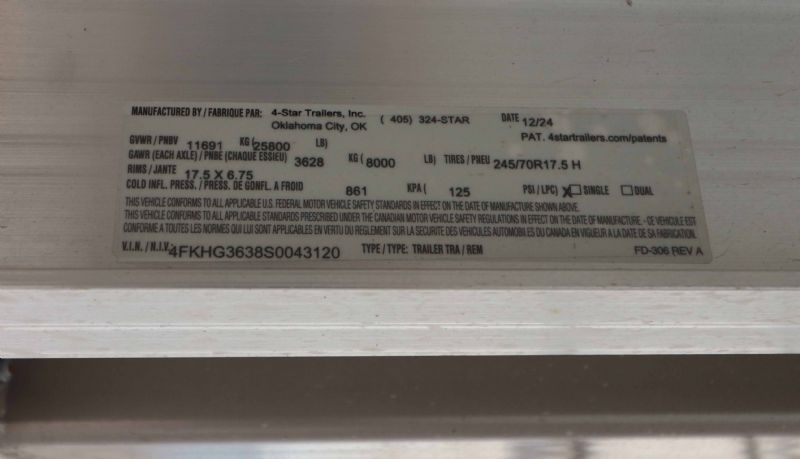 MANUFACTURED BY / FABRIQUE PAR: 4-Star Trailers, Inc. ( 405) 324-STAR DATE 12/24
Oklahoma City, OK PAT. 4startrailers.com/patents
GVWR / PNBV 11691 KG (25800 LB)
GAWR (EACH AXLE) / PNBE (CHAQUE ESSIEU) 3628 KG ( 8000 LB) TIRES / PNEU 245/70R17.5 H
RIMS / JANTE 17.5 X 6.75
COLD INFL. PRESS. / PRESS. DE GONFL. A FROID 861 KPA ( 125 PSI / LPC) X☐ SINGLE ☐ DUAL
THIS VEHICLE CONFORMS TO ALL APPLICABLE U.S. FEDERAL MOTOR VEHICLE SAFETY STANDARDS IN EFFECT ON THE DATE OF MANUFACTURE SHOWN ABOVE.
THIS VEHICLE CONFORMS TO ALL APPLICABLE STANDARDS PRESCRIBED UNDER THE CANADIAN MOTOR VEHICLE SAFETY REGULATIONS IN EFFECT ON THE DATE OF MANUFACTURE - CE VEHICULE EST
CONFORME A TOUTES LES NORMES QUI LUI SONT APPLICABLES EN VERTU DU REGLEMENT SUR LA SECURITE DES VEHICULES AUTOMOBILES DU CANADA EN VIGUEUR A LA DATE DE SA FABRICATION.
V.I.N. / N.I.V. 4FKHG3638S0043120 TYPE / TYPE: TRAILER TRA / REM FD-306 REV A